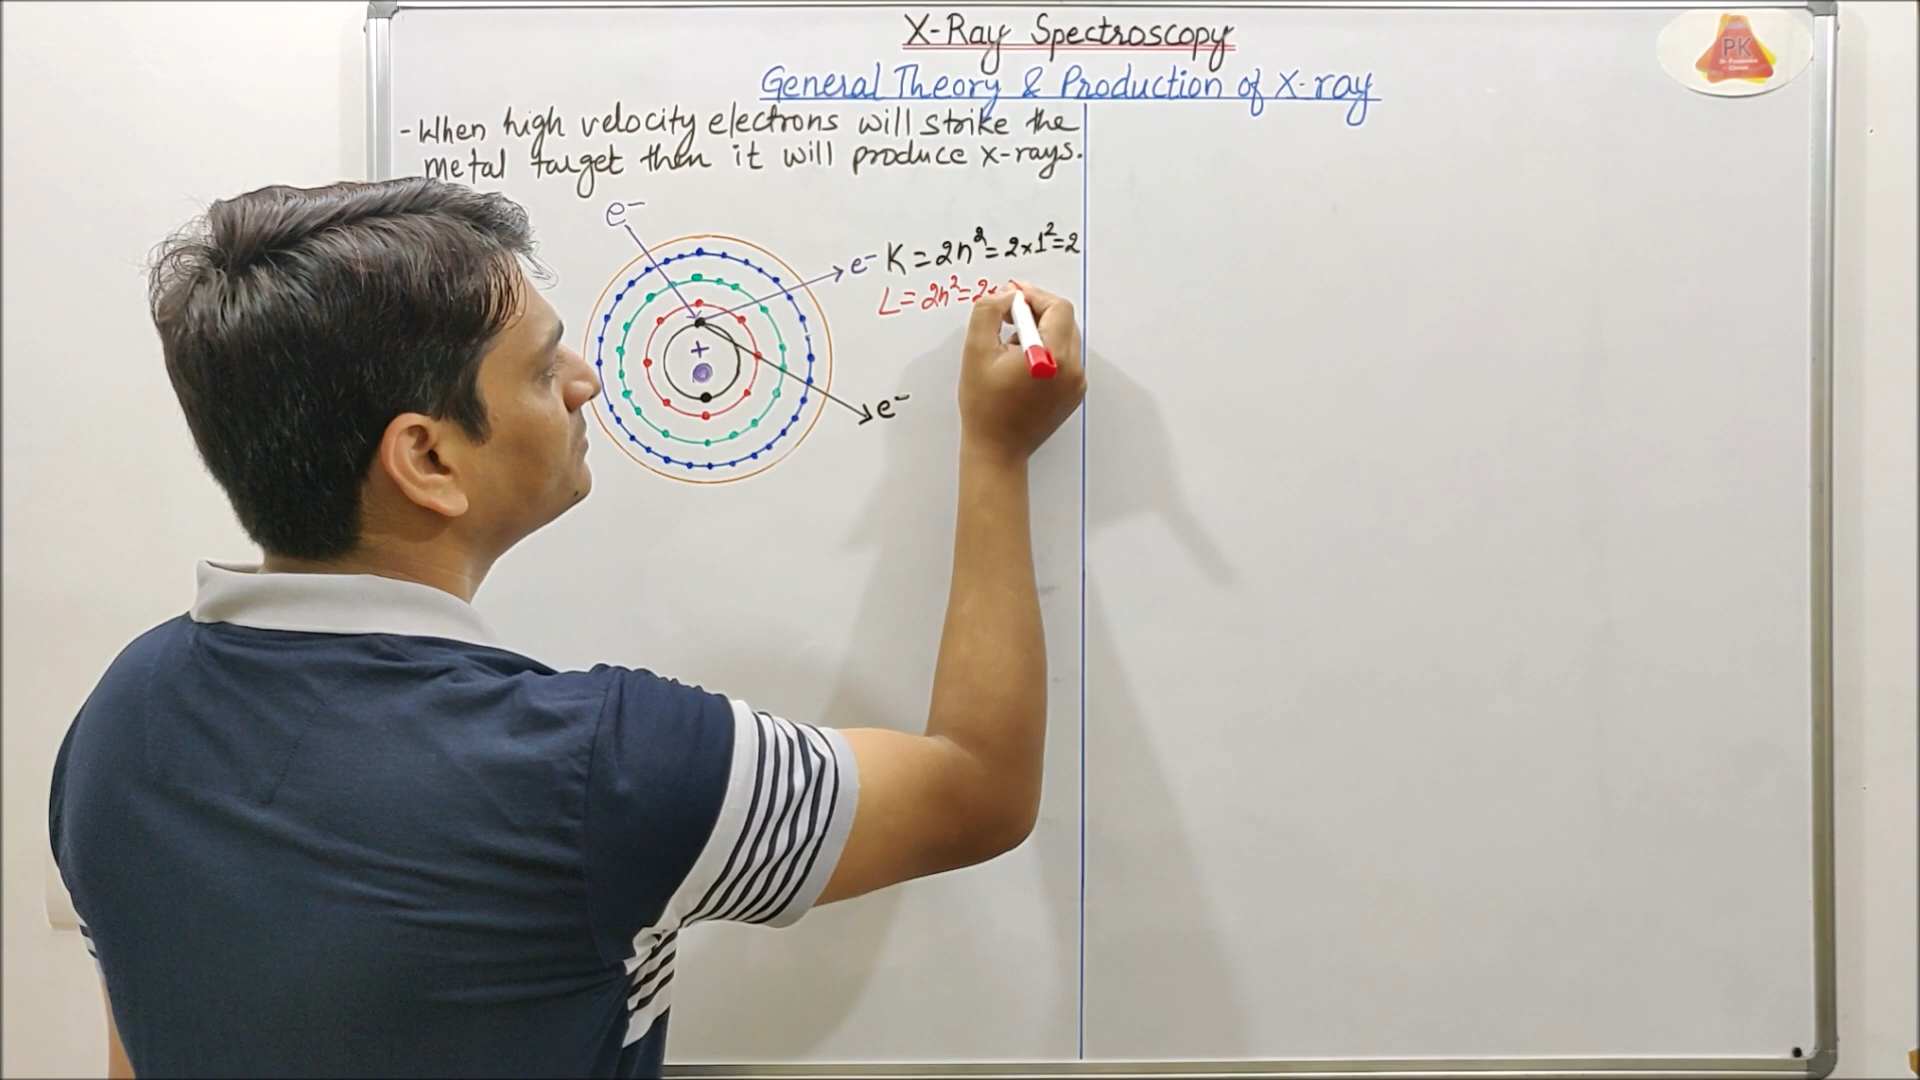 X-Ray Spectroscopy
General Theory & Production of X-ray
- When high velocity electrons will strike the
metal target then it will produce x-rays.
e⁻
e⁻ K = 2n² = 2×1² = 2
L = 2n² = 2×
+
e⁻
PK